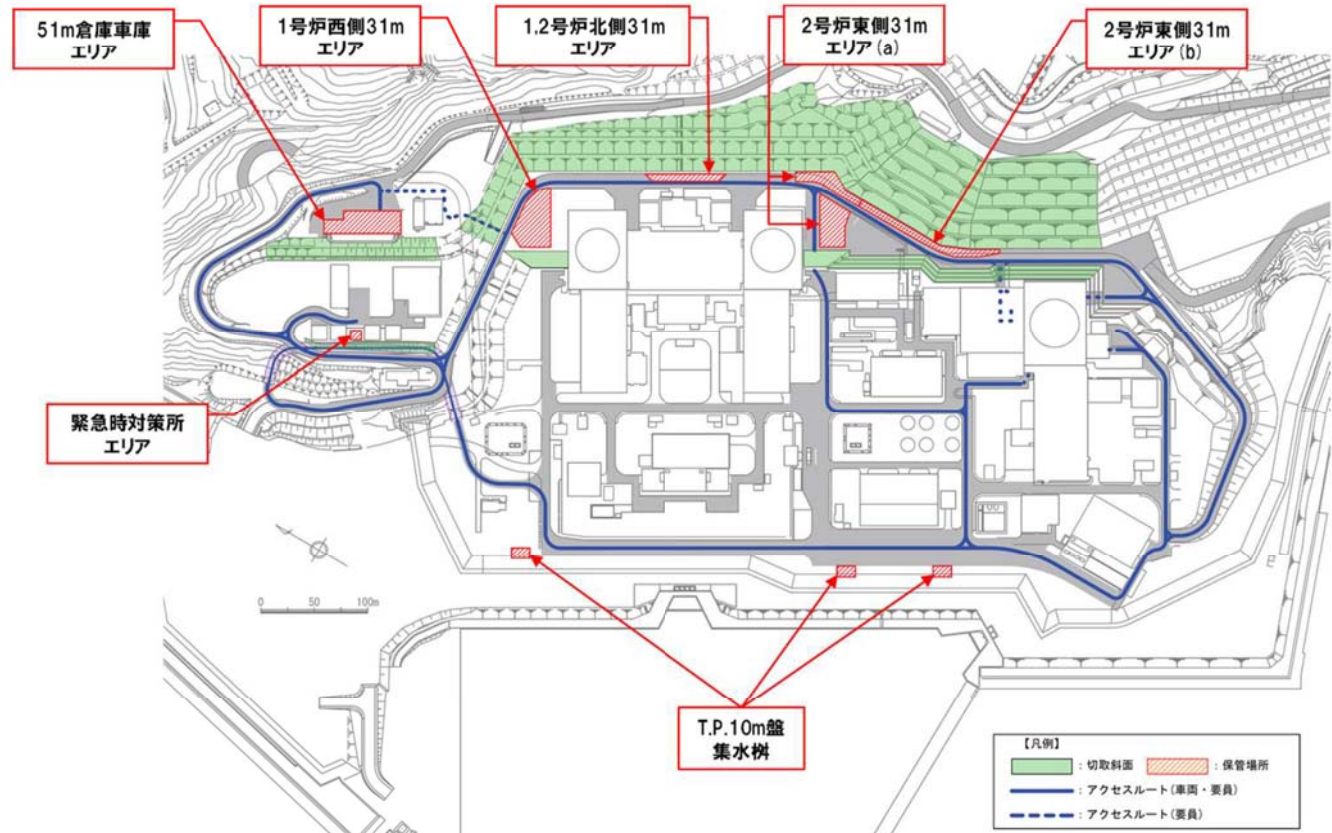 51m倉庫車庫
エリア
1号炉西側31m
エリア
1,2号炉北側31m
エリア
2号炉東側31m
エリア(a)
2号炉東側31m
エリア(b)
緊急時対策所
エリア
0 50 100m
T.P.10m盤
集水桝
【凡例】
:切取斜面 :保管場所
:アクセスルート(車両・要員)
:アクセスルート(要員)